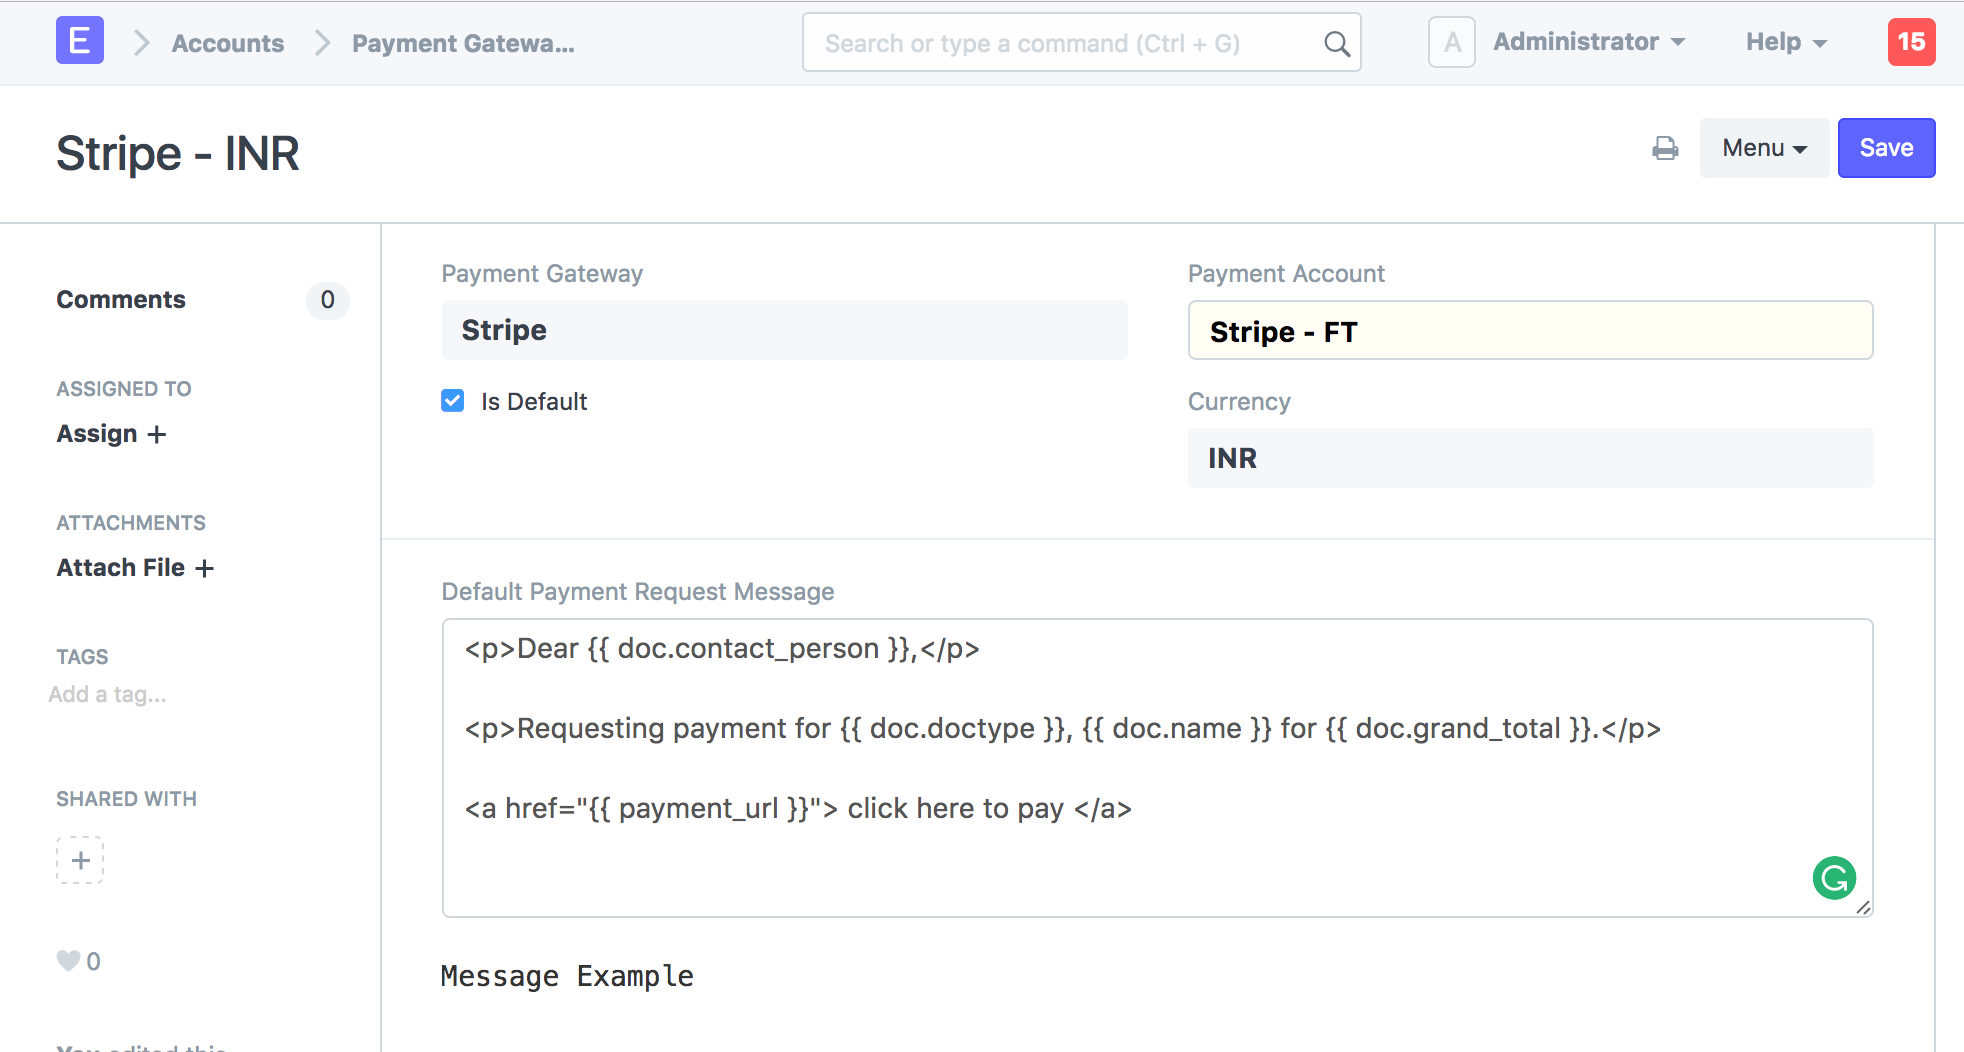 E Accounts Payment Gatewa... Search or type a command (Ctrl + G) A Administrator Help 15
Stripe - INR Menu Save
Comments 0
ASSIGNED TO
Assign +
ATTACHMENTS
Attach File +
TAGS
Add a tag...
SHARED WITH
+
0
You edited this
Payment Gateway
Stripe
Is Default
Payment Account
Stripe - FT
Currency
INR
Default Payment Request Message
<p>Dear {{ doc.contact_person }},</p>
<p>Requesting payment for {{ doc.doctype }}, {{ doc.name }} for {{ doc.grand_total }}.</p>
<a href="{{ payment_url }}"> click here to pay </a>
Message Example